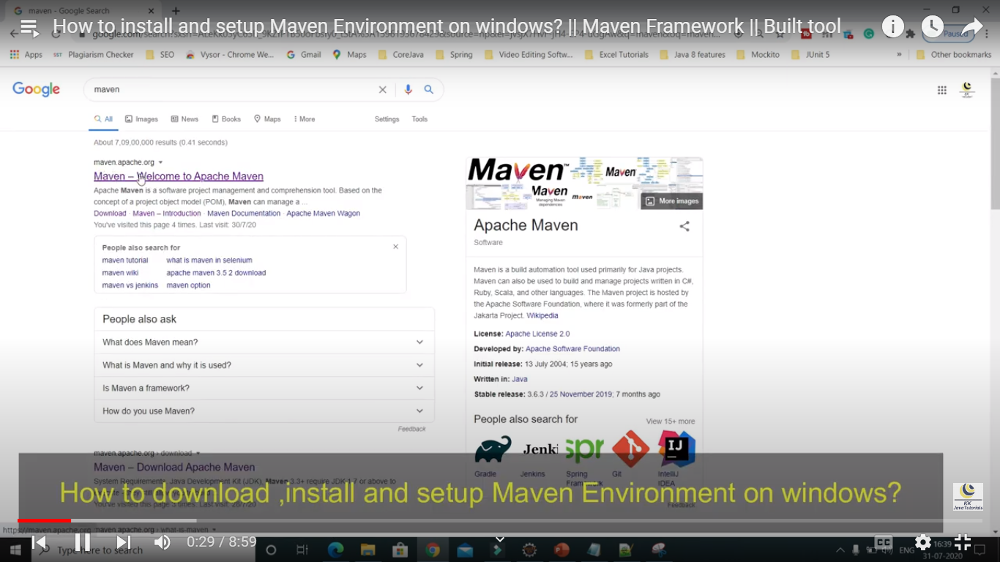 maven - Google Search
How to install and setup Maven Environment on windows? || Maven Framework || Built tool
Paused
Apps
Plagiarism Checker
SEO
Vysor - Chrome We...
Gmail
Maps
CoreJava
Spring
Video Editing Softw...
Excel Tutorials
Java 8 features
Mockito
JUnit 5
»
Other bookmarks
Google
maven
All
Images
News
Books
Maps
More
Settings
Tools
About 7,09,00,000 results (0.41 seconds)
maven.apache.org
Maven – Welcome to Apache Maven
Apache Maven is a software project management and comprehension tool. Based on the
concept of a project object model (POM), Maven can manage a ...
Download · Maven – Introduction · Maven Documentation · Apache Maven Wagon
You've visited this page 4 times. Last visit: 30/7/20
People also search for
maven tutorial
what is maven in selenium
maven wiki
apache maven 3.5 2 download
maven vs jenkins
maven option
People also ask
What does Maven mean?
What is Maven and why it is used?
Is Maven a framework?
How do you use Maven?
Feedback
maven.apache.org › download
Maven – Download Apache Maven
System Requirements. Java Development Kit (JDK), Maven 3.3+ require JDK 1.7 or above to
You've visited this page 3 times. Last visit: 28/7/20
https://maven.apache.org
maven.apache.org › what-is-maven
Maven™
Maven
Maven
Managing Maven
dependencies
maven
More images
Apache Maven
Software
Maven is a build automation tool used primarily for Java projects.
Maven can also be used to build and manage projects written in C#,
Ruby, Scala, and other languages. The Maven project is hosted by
the Apache Software Foundation, where it was formerly part of the
Jakarta Project. Wikipedia
License: Apache License 2.0
Developed by: Apache Software Foundation
Initial release: 13 July 2004; 15 years ago
Written in: Java
Stable release: 3.6.3 / 25 November 2019; 7 months ago
People also search for
View 15+ more
Jenki
spr
IJ
Gradle
Jenkins
Spring
Git
IntelliJ
IDEA
Feedback
How to download ,install and setup Maven Environment on windows?
KK
JavaTutorials
0:29 / 8:59
Type here to search
CC
ENG
16:39
31-07-2020